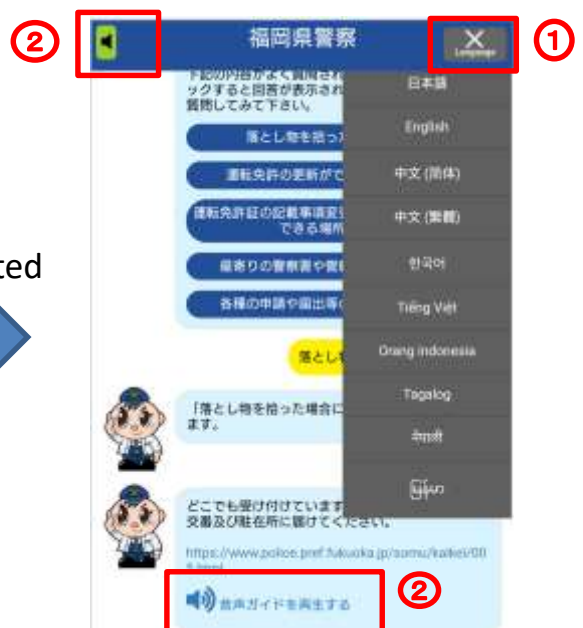 ② 福岡県警察 Language ①
下記の内容がよく質問され
ックすると回答が表示され
質問してみて下さい。
落とし物を拾った
運転免許の更新がで
運転免許証の記載事項変
できる場所
最寄りの警察署や
各種の申請や届出等
日本語
English
中文 (简体)
中文 (繁體)
한국어
Tiếng Việt
Orang Indonesia
Tagalog
नेपाली
မြန်မာ
ted
落とし
「落とし物を拾った場合に
ます。
どこでも受け付けています
交番及び駐在所に届けてください。
https://www.police.pref.fukuoka.jp/somu/kaikei/00
音声ガイドを再生する ②